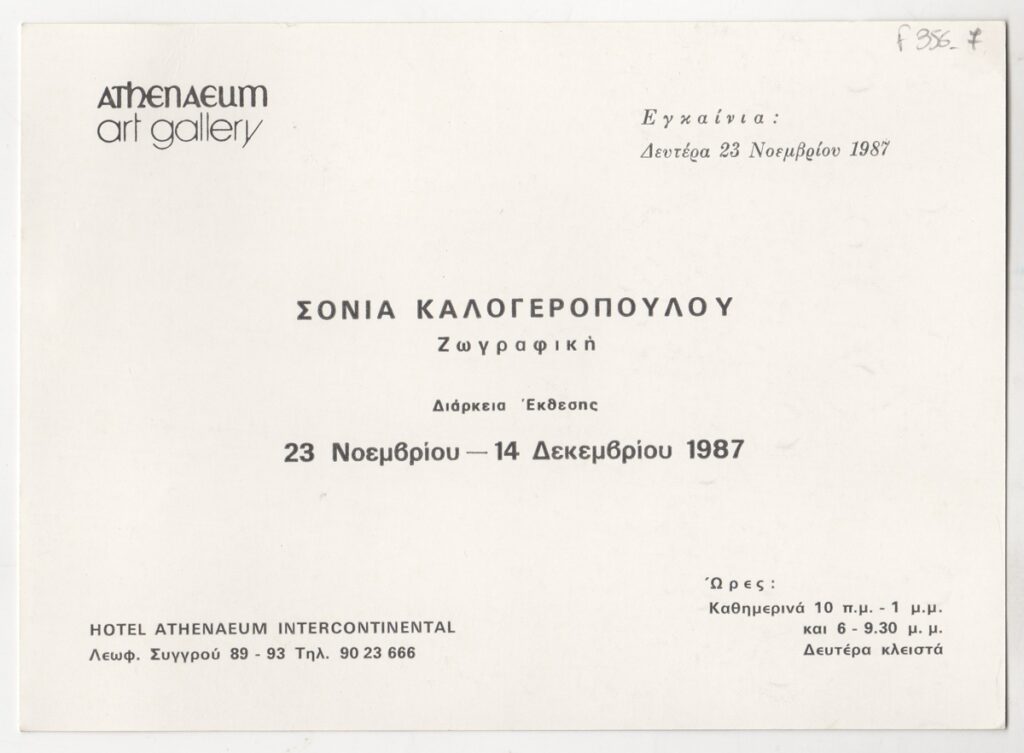 f 356_7
Athenaeum
art gallery
Εγκαίνια:
Δευτέρα 23 Νοεμβρίου 1987
ΣΟΝΙΑ ΚΑΛΟΓΕΡΟΠΟΥΛΟΥ
Ζωγραφική
Διάρκεια Έκθεσης
23 Νοεμβρίου — 14 Δεκεμβρίου 1987
Ώρες:
Καθημερινά 10 π.μ. - 1 μ.μ.
και 6 - 9.30 μ. μ.
Δευτέρα κλειστά
HOTEL ATHENAEUM INTERCONTINENTAL
Λεωφ. Συγγρού 89 - 93 Τηλ. 90 23 666